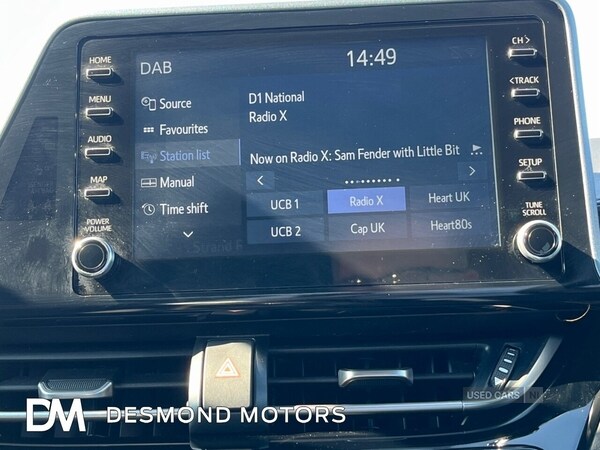 HOME
MENU
AUDIO
MAP
POWER
VOLUME
DAB
14:49
Source
Favourites
Station list
Manual
Time shift
D1 National
Radio X
Now on Radio X: Sam Fender with Little Bit
UCB 1
Radio X
Heart UK
UCB 2
Cap UK
Heart80s
CH >
< TRACK
PHONE
SETUP
TUNE
SCROLL
DM DESMOND MOTORS
USED CARS NI